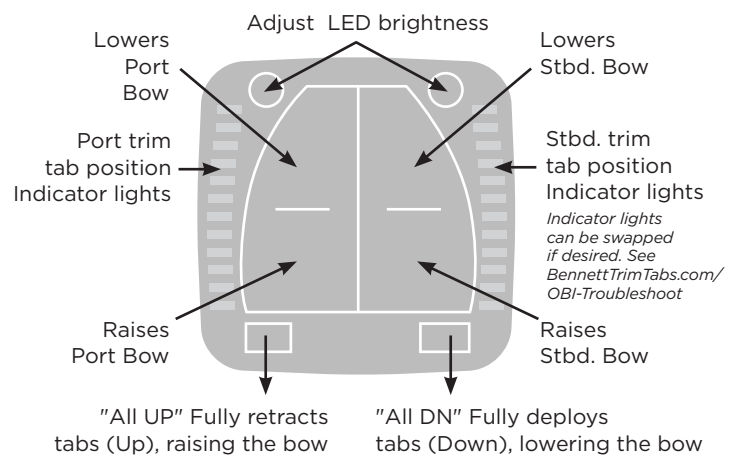 Adjust LED brightness
Lowers
Port
Bow
Lowers
Stbd. Bow
Port trim
tab position
Indicator lights
Stbd. trim
tab position
Indicator lights
Indicator lights
can be swapped
if desired. See
BennettTrimTabs.com/
OBI-Troubleshoot
Raises
Port Bow
Raises
Stbd. Bow
"All UP" Fully retracts
tabs (Up), raising the bow
"All DN" Fully deploys
tabs (Down), lowering the bow